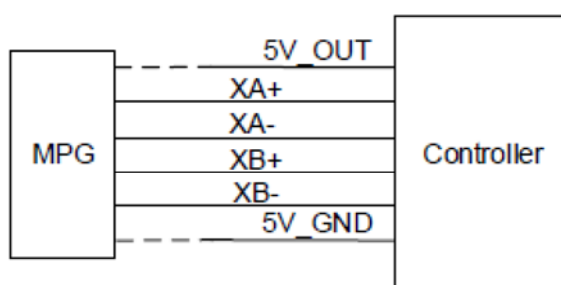 5V_OUT
XA+
XA-
MPG
XB+
Controller
XB-
5V_GND